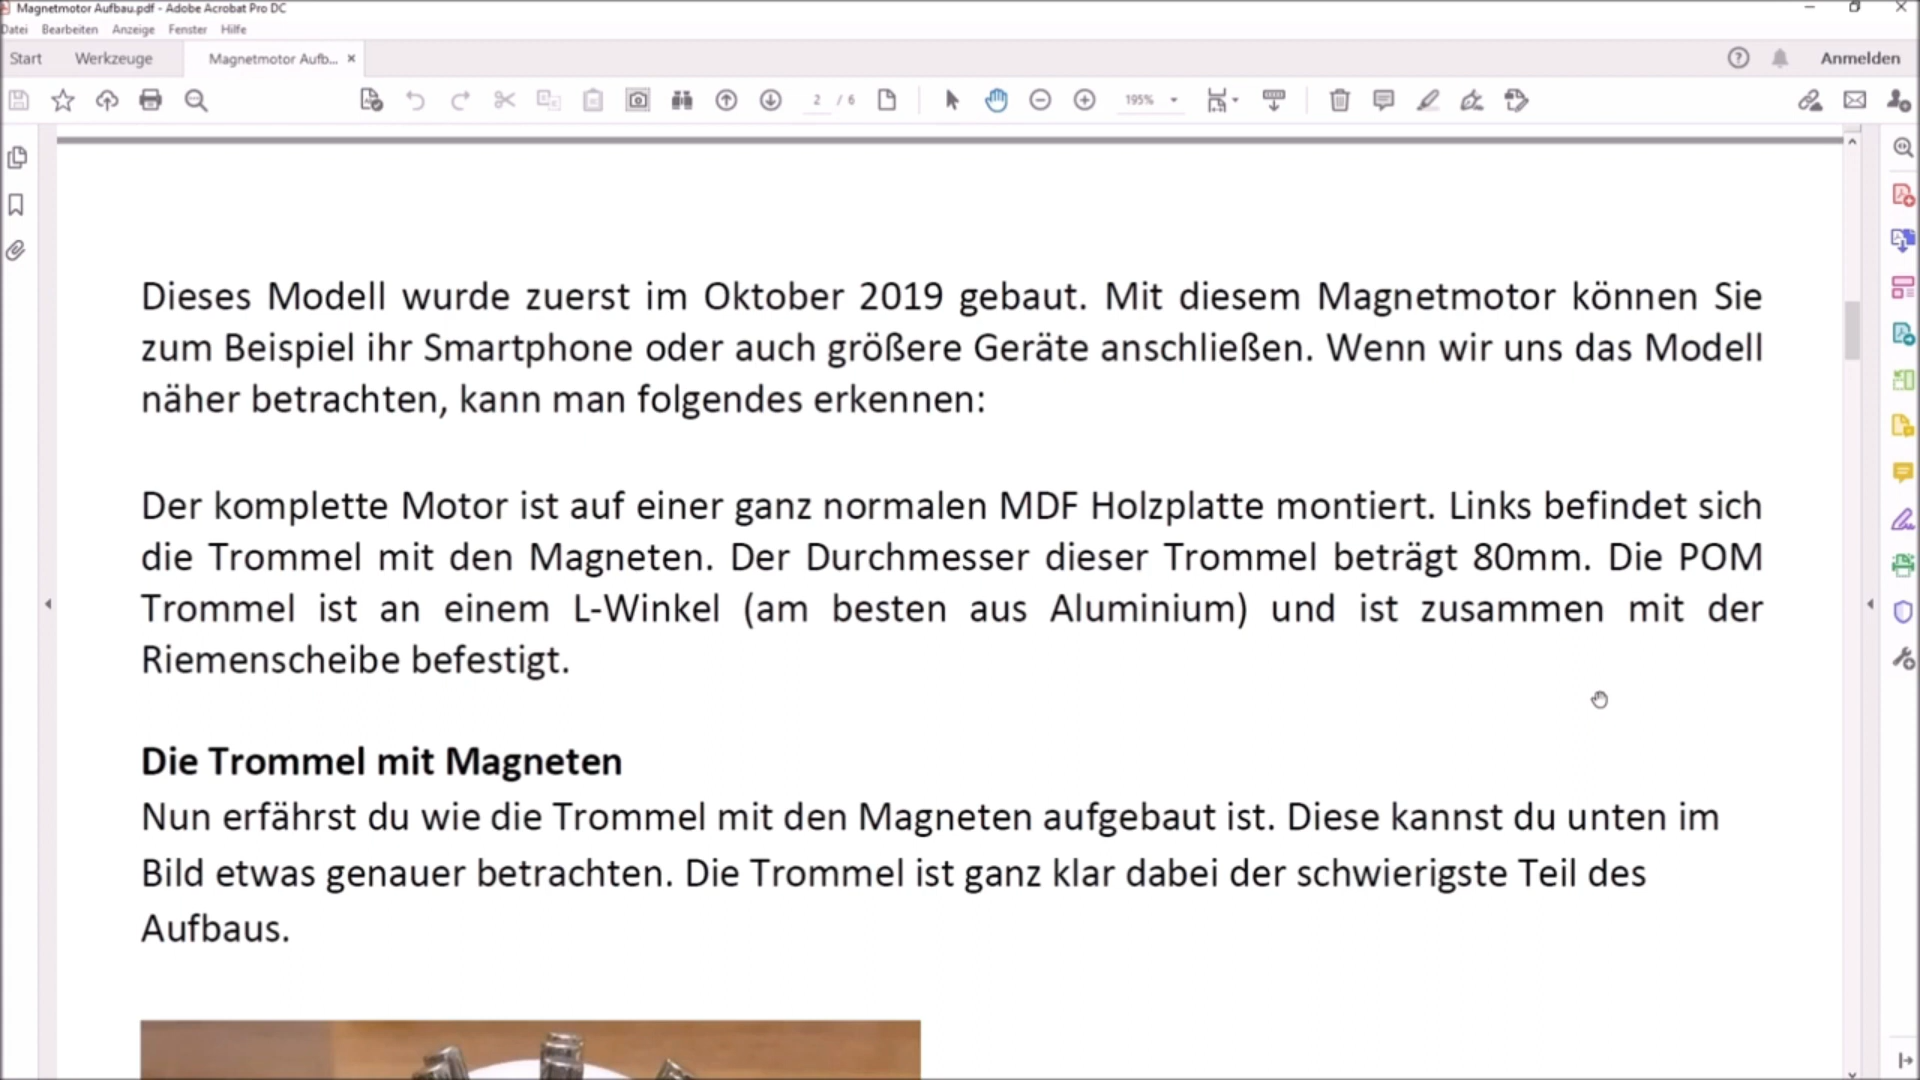 Magnetmotor Aufbau.pdf - Adobe Acrobat Pro DC
Datei Bearbeiten Anzeige Fenster Hilfe
Start Werkzeuge Magnetmotor Aufb... × Anmelden
2 / 6 195%
Dieses Modell wurde zuerst im Oktober 2019 gebaut. Mit diesem Magnetmotor können Sie
zum Beispiel ihr Smartphone oder auch größere Geräte anschließen. Wenn wir uns das Modell
näher betrachten, kann man folgendes erkennen:
Der komplette Motor ist auf einer ganz normalen MDF Holzplatte montiert. Links befindet sich
die Trommel mit den Magneten. Der Durchmesser dieser Trommel beträgt 80mm. Die POM
Trommel ist an einem L-Winkel (am besten aus Aluminium) und ist zusammen mit der
Riemenscheibe befestigt.
Die Trommel mit Magneten
Nun erfährst du wie die Trommel mit den Magneten aufgebaut ist. Diese kannst du unten im
Bild etwas genauer betrachten. Die Trommel ist ganz klar dabei der schwierigste Teil des
Aufbaus.